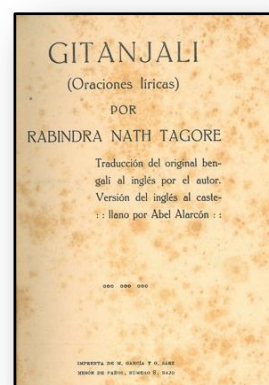 GITANJALI
(Oraciones líricas)
POR
RABINDRA NATH TAGORE
Traducción del original ben-
galí al inglés por el autor.
Versión del inglés al caste-
: : llano por Abel Alarcón : :
IMPRENTA DE M. GARCÍA Y G. SÁEZ
MESÓN DE PAÑOS, NÚMERO 8, BAJO